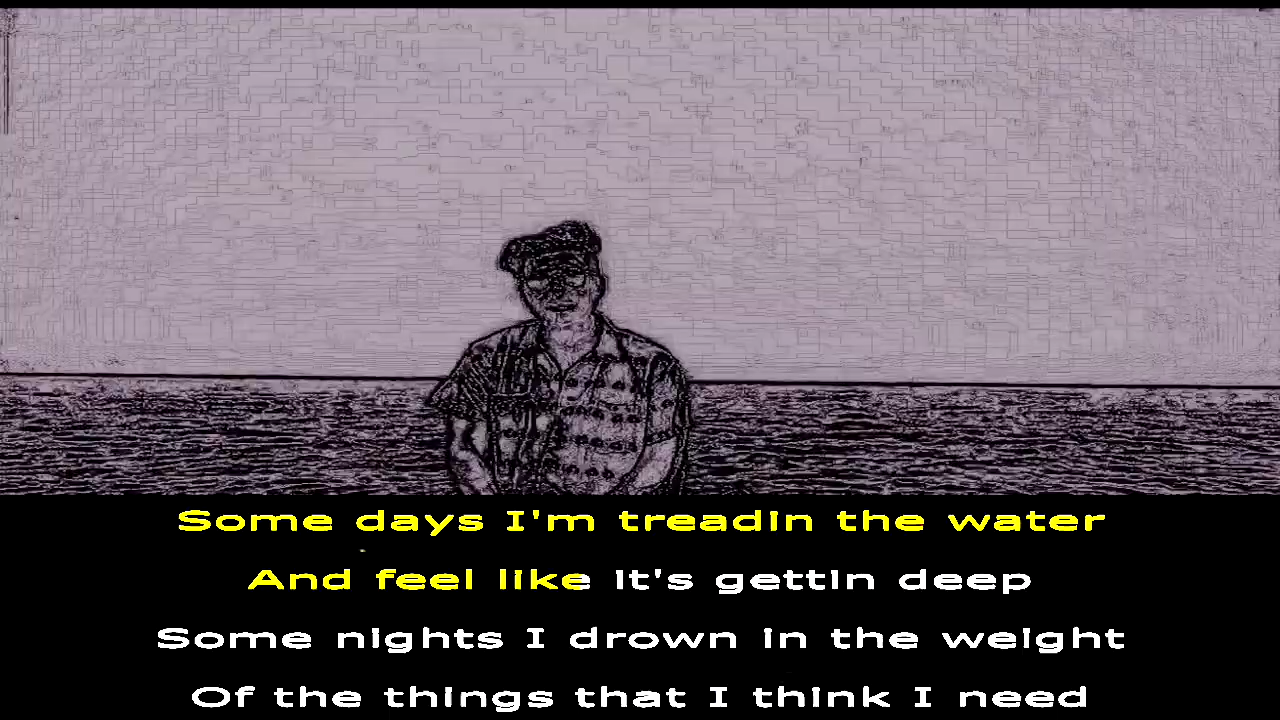 Some days I'm treadin the water
And feel like it's gettin deep
Some nights I drown in the weight
Of the things that I think I need